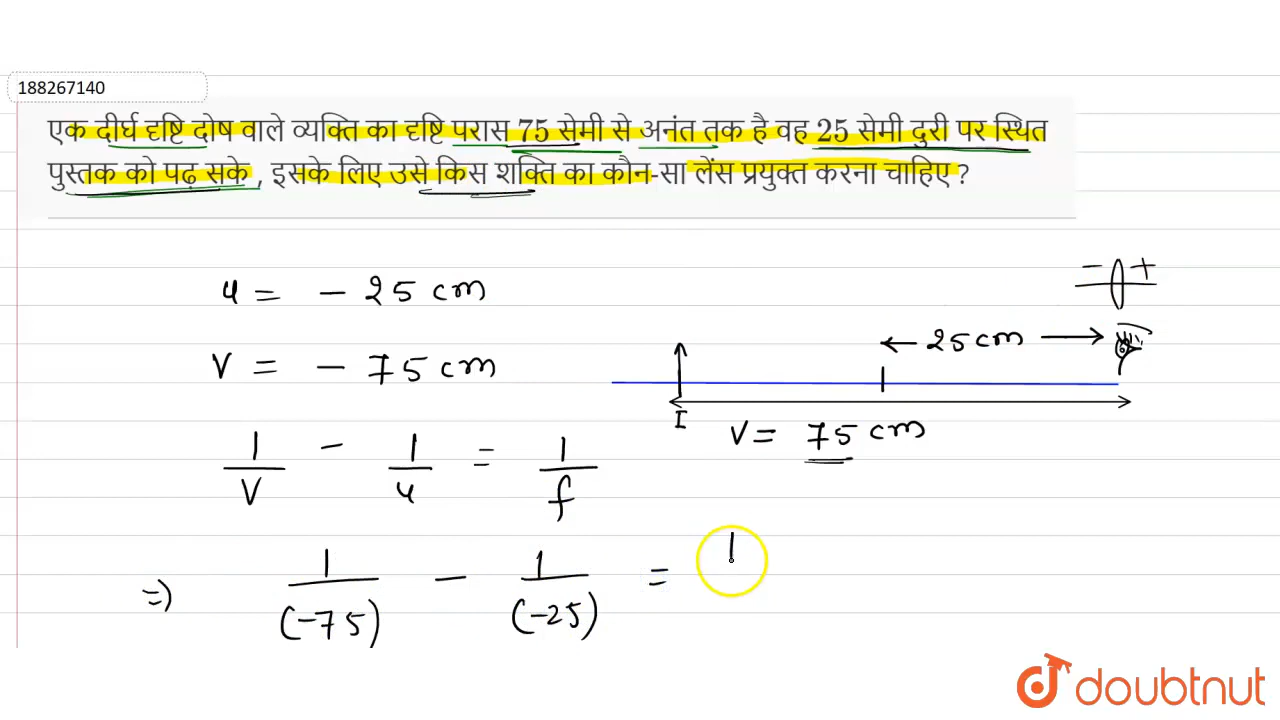 188267140
एक दीर्घ दृष्टि दोष वाले व्यक्ति का दृष्टि परास 75 सेमी से अनंत तक है वह 25 सेमी दुरी पर स्थित
पुस्तक को पढ़ सके , इसके लिए उसे किस शक्ति का कौन-सा लेंस प्रयुक्त करना चाहिए ?
u = - 25 cm
- +
25 cm
v = - 75 cm
I
v = 75 cm
1/v - 1/u = 1/f
=) 1/(-75) - 1/(-25) = 1
doubtnut